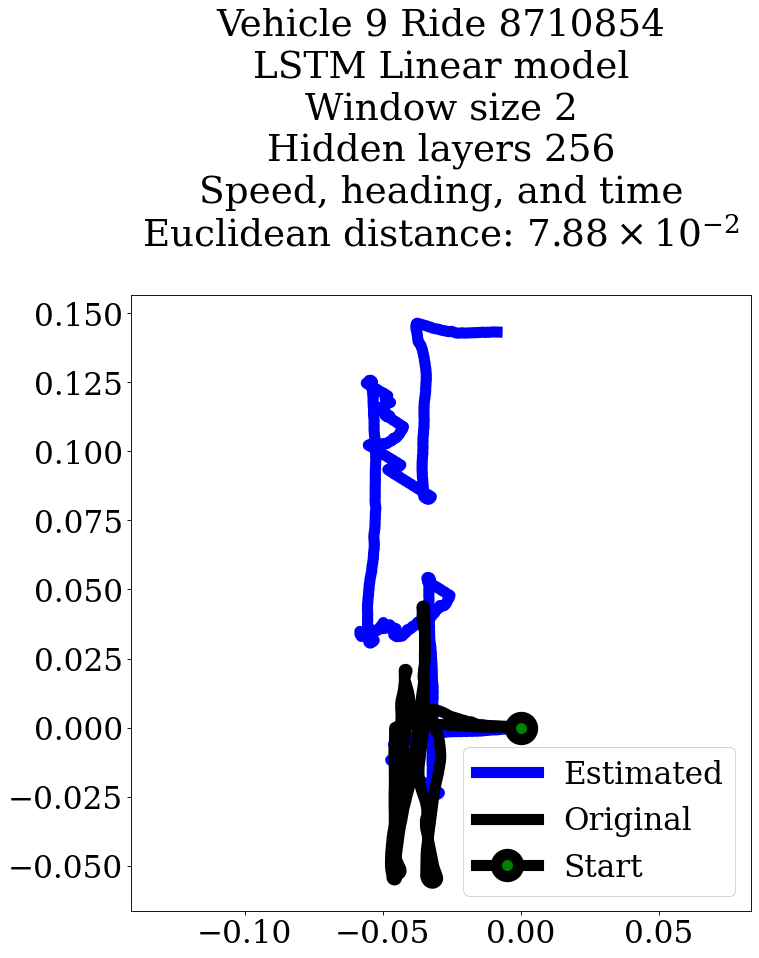 Vehicle 9 Ride 8710854
LSTM Linear model
Window size 2
Hidden layers 256
Speed, heading, and time
Euclidean distance: 7.88 × 10⁻²
0.150
0.125
0.100
0.075
0.050
0.025
0.000
−0.025
−0.050
Estimated
Original
Start
−0.10
−0.05
0.00
0.05